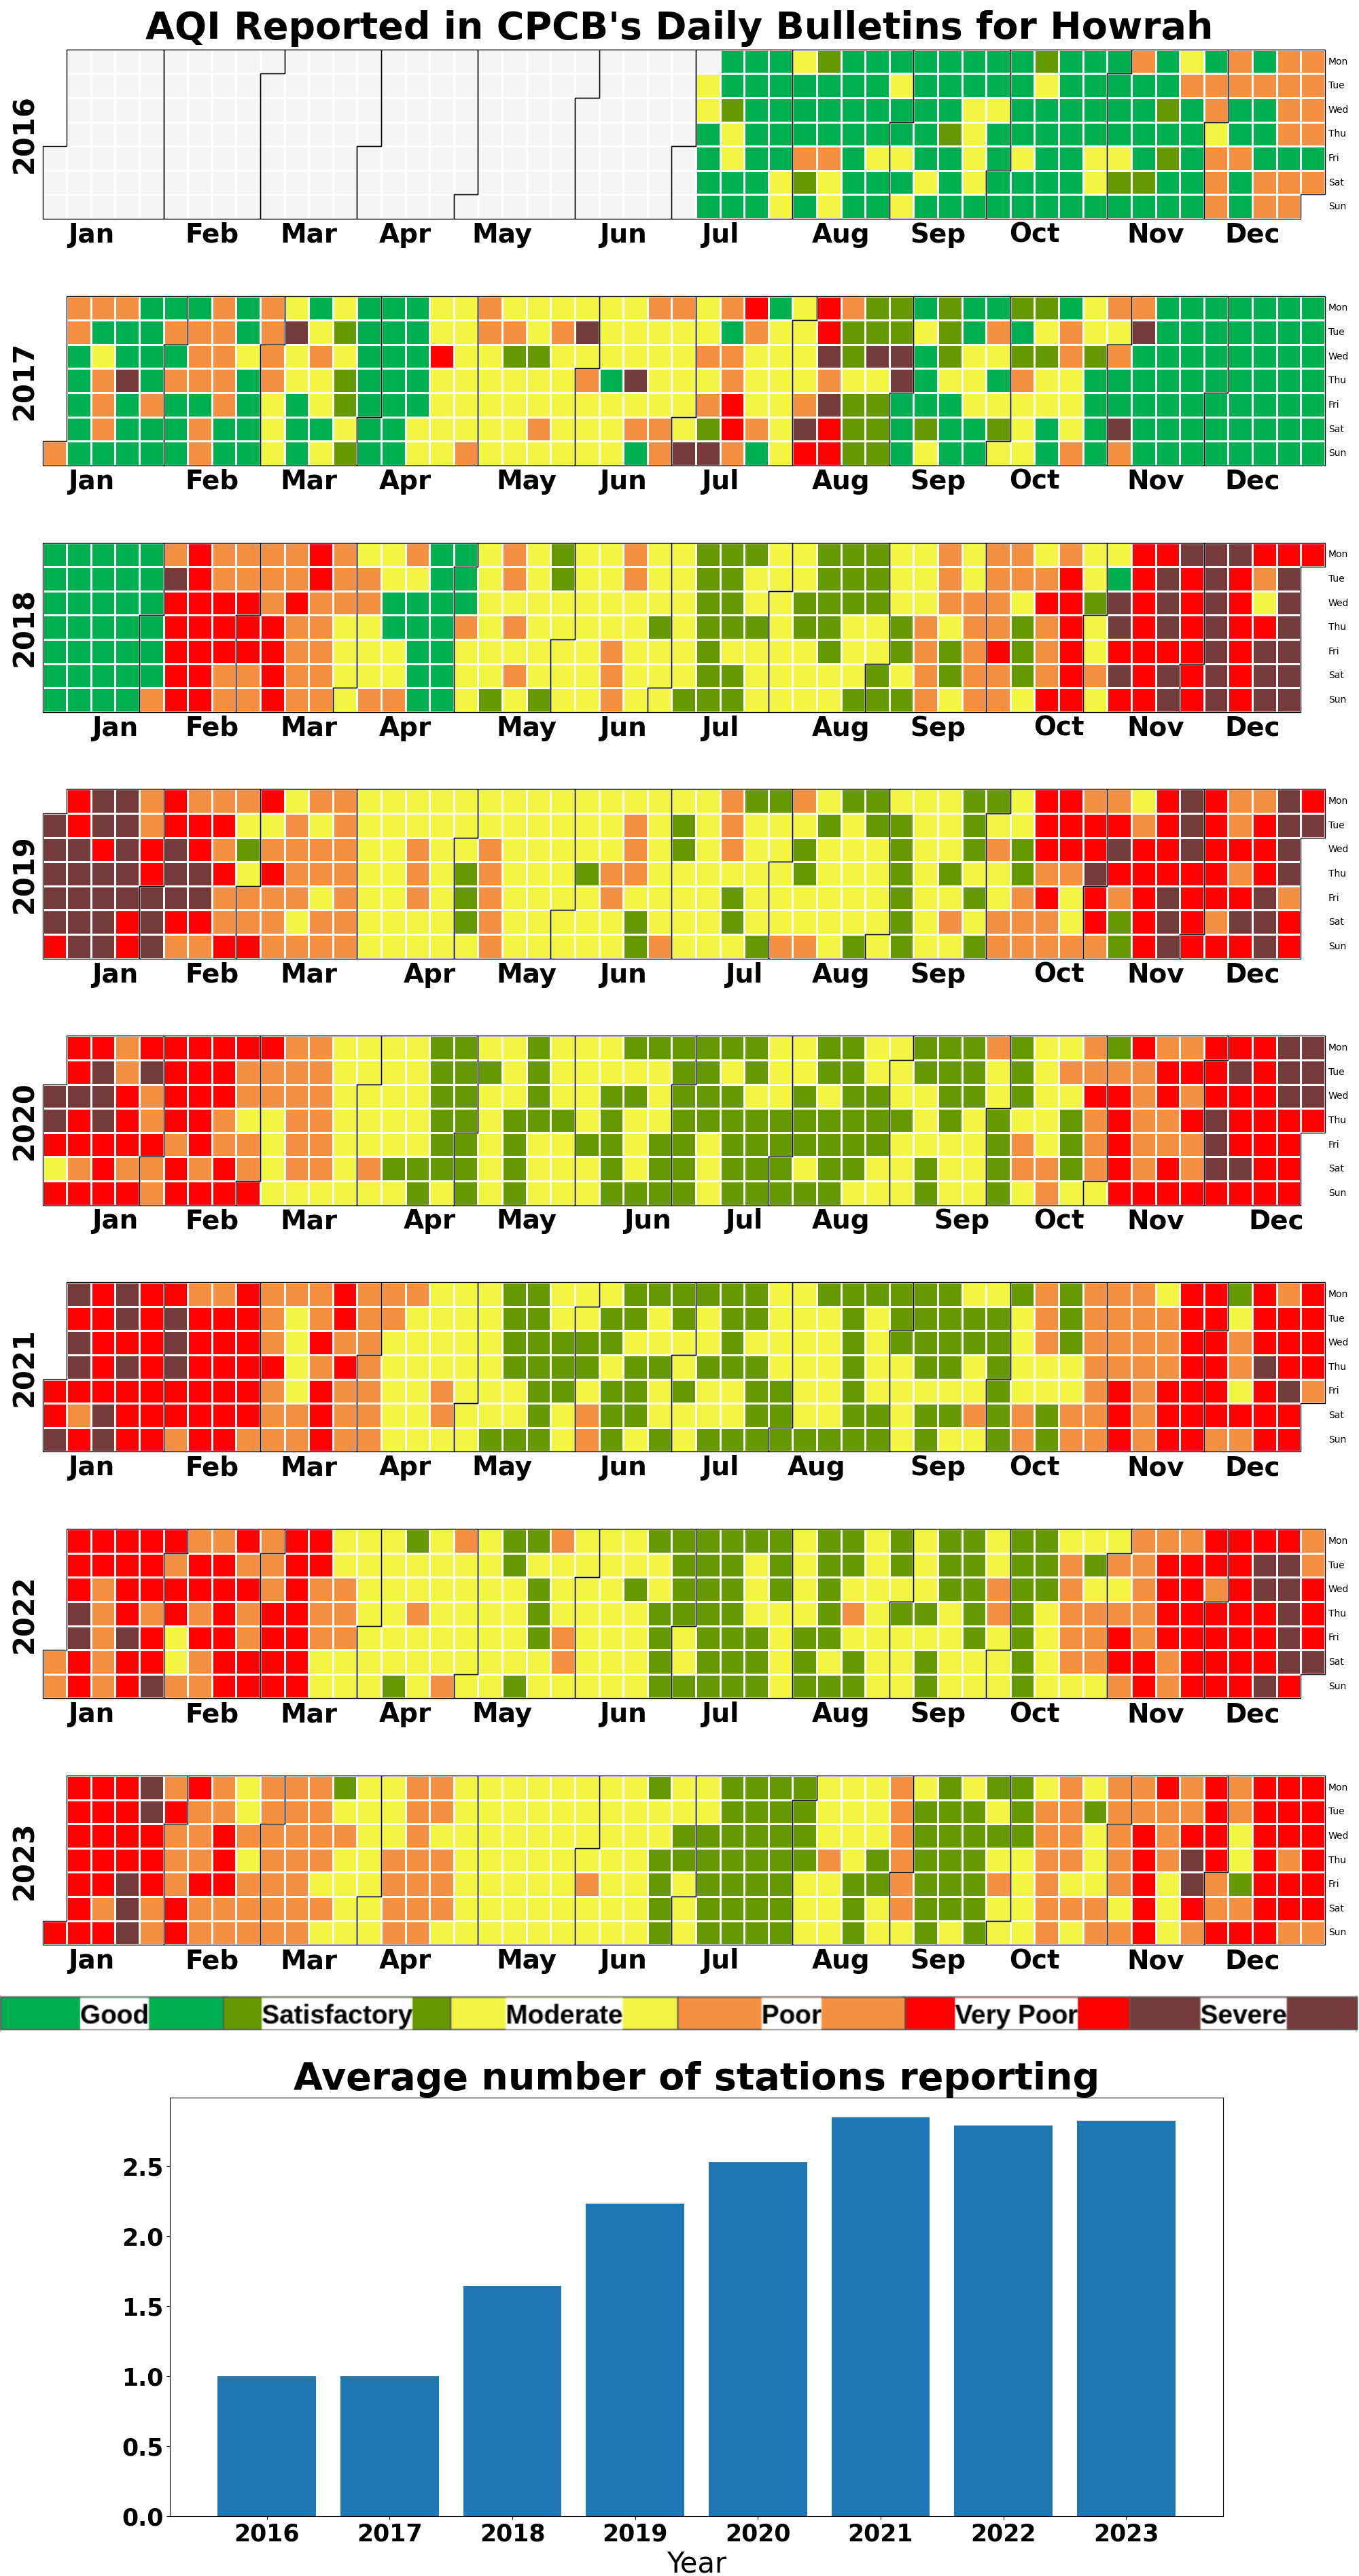 AQI Reported in CPCB's Daily Bulletins for Howrah
2016
Mon
Tue
Wed
Thu
Fri
Sat
Sun
Jan Feb Mar Apr May Jun Jul Aug Sep Oct Nov Dec
2017
Mon
Tue
Wed
Thu
Fri
Sat
Sun
Jan Feb Mar Apr May Jun Jul Aug Sep Oct Nov Dec
2018
Mon
Tue
Wed
Thu
Fri
Sat
Sun
Jan Feb Mar Apr May Jun Jul Aug Sep Oct Nov Dec
2019
Mon
Tue
Wed
Thu
Fri
Sat
Sun
Jan Feb Mar Apr May Jun Jul Aug Sep Oct Nov Dec
2020
Mon
Tue
Wed
Thu
Fri
Sat
Sun
Jan Feb Mar Apr May Jun Jul Aug Sep Oct Nov Dec
2021
Mon
Tue
Wed
Thu
Fri
Sat
Sun
Jan Feb Mar Apr May Jun Jul Aug Sep Oct Nov Dec
2022
Mon
Tue
Wed
Thu
Fri
Sat
Sun
Jan Feb Mar Apr May Jun Jul Aug Sep Oct Nov Dec
2023
Mon
Tue
Wed
Thu
Fri
Sat
Sun
Jan Feb Mar Apr May Jun Jul Aug Sep Oct Nov Dec
Good Satisfactory Moderate Poor Very Poor Severe
Average number of stations reporting
2.5
2.0
1.5
1.0
0.5
0.0
2016 2017 2018 2019 2020 2021 2022 2023
Year